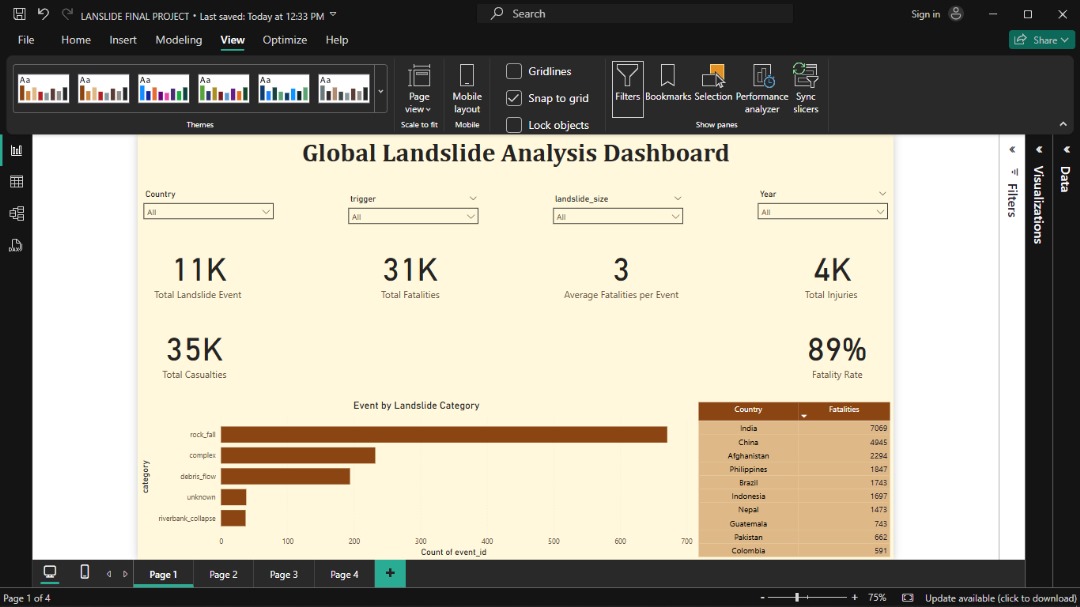 LANSLIDE FINAL PROJECT • Last saved: Today at 12:33 PM
Search
Sign in
File
Home
Insert
Modeling
View
Optimize
Help
Share
Aa
Aa
Aa
Aa
Aa
Aa
Themes
Page view
Scale to fit
Mobile layout
Mobile
Gridlines
Snap to grid
Lock objects
Filters
Bookmarks
Selection
Performance analyzer
Sync slicers
Show panes
Global Landslide Analysis Dashboard
Country
All
trigger
All
landslide_size
All
Year
All
11K
Total Landslide Event
31K
Total Fatalities
3
Average Fatalities per Event
4K
Total Injuries
35K
Total Casualties
89%
Fatality Rate
Event by Landslide Category
category
rock_fall
complex
debris_flow
unknown
riverbank_collapse
0 100 200 300 400 500 600 700
Count of event_id
Country Fatalities
India 7069
China 4945
Afghanistan 2294
Philippines 1847
Brazil 1743
Indonesia 1697
Nepal 1473
Guatemala 743
Pakistan 662
Colombia 591
Filters
Visualizations
Data
DAX
Page 1
Page 2
Page 3
Page 4
+
Page 1 of 4
- + 75%
Update available (click to download)